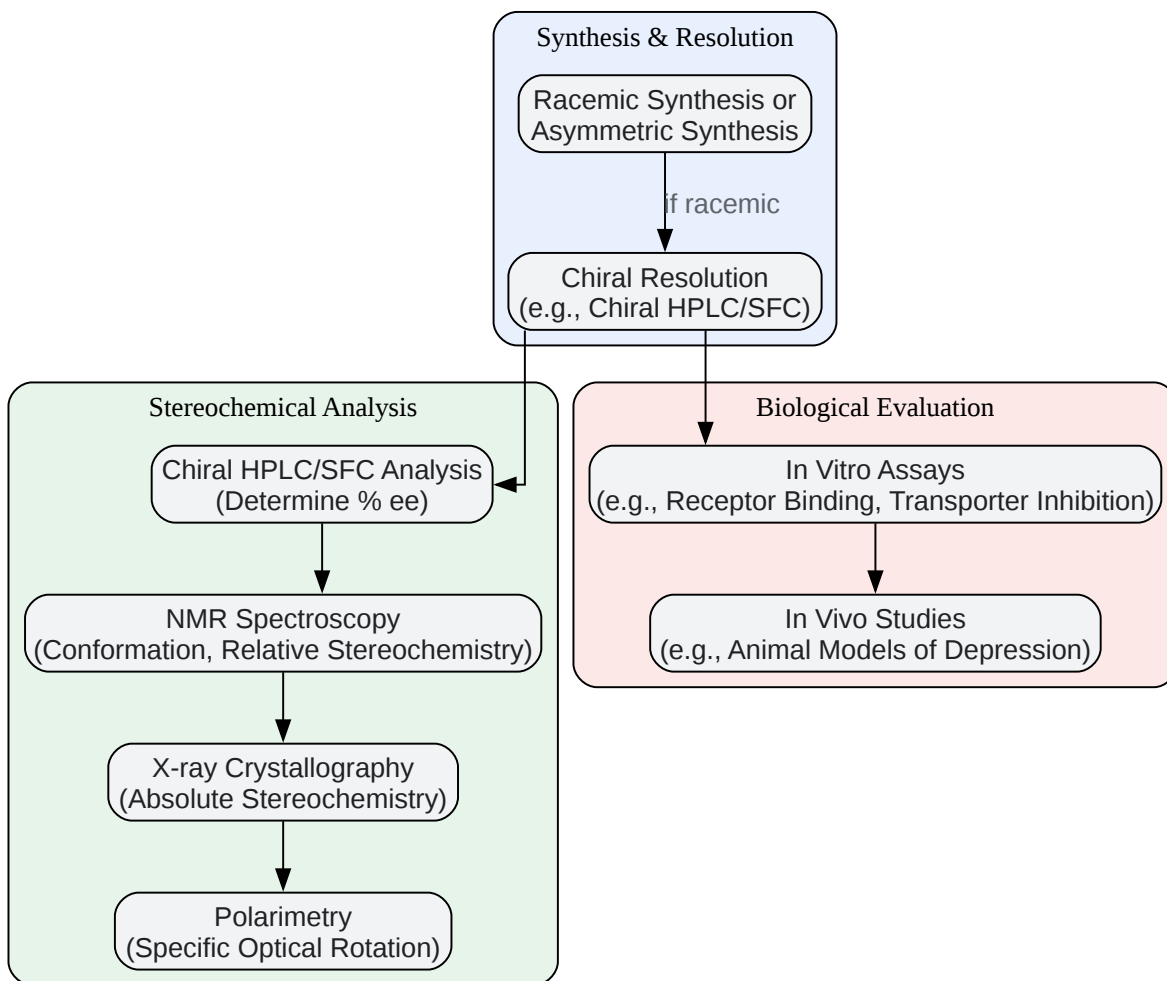 Synthesis & Resolution
Racemic Synthesis or
Asymmetric Synthesis
if racemic
Chiral Resolution
(e.g., Chiral HPLC/SFC)
Stereochemical Analysis
Chiral HPLC/SFC Analysis
(Determine % ee)
NMR Spectroscopy
(Conformation, Relative Stereochemistry)
X-ray Crystallography
(Absolute Stereochemistry)
Polarimetry
(Specific Optical Rotation)
Biological Evaluation
In Vitro Assays
(e.g., Receptor Binding, Transporter Inhibition)
In Vivo Studies
(e.g., Animal Models of Depression)